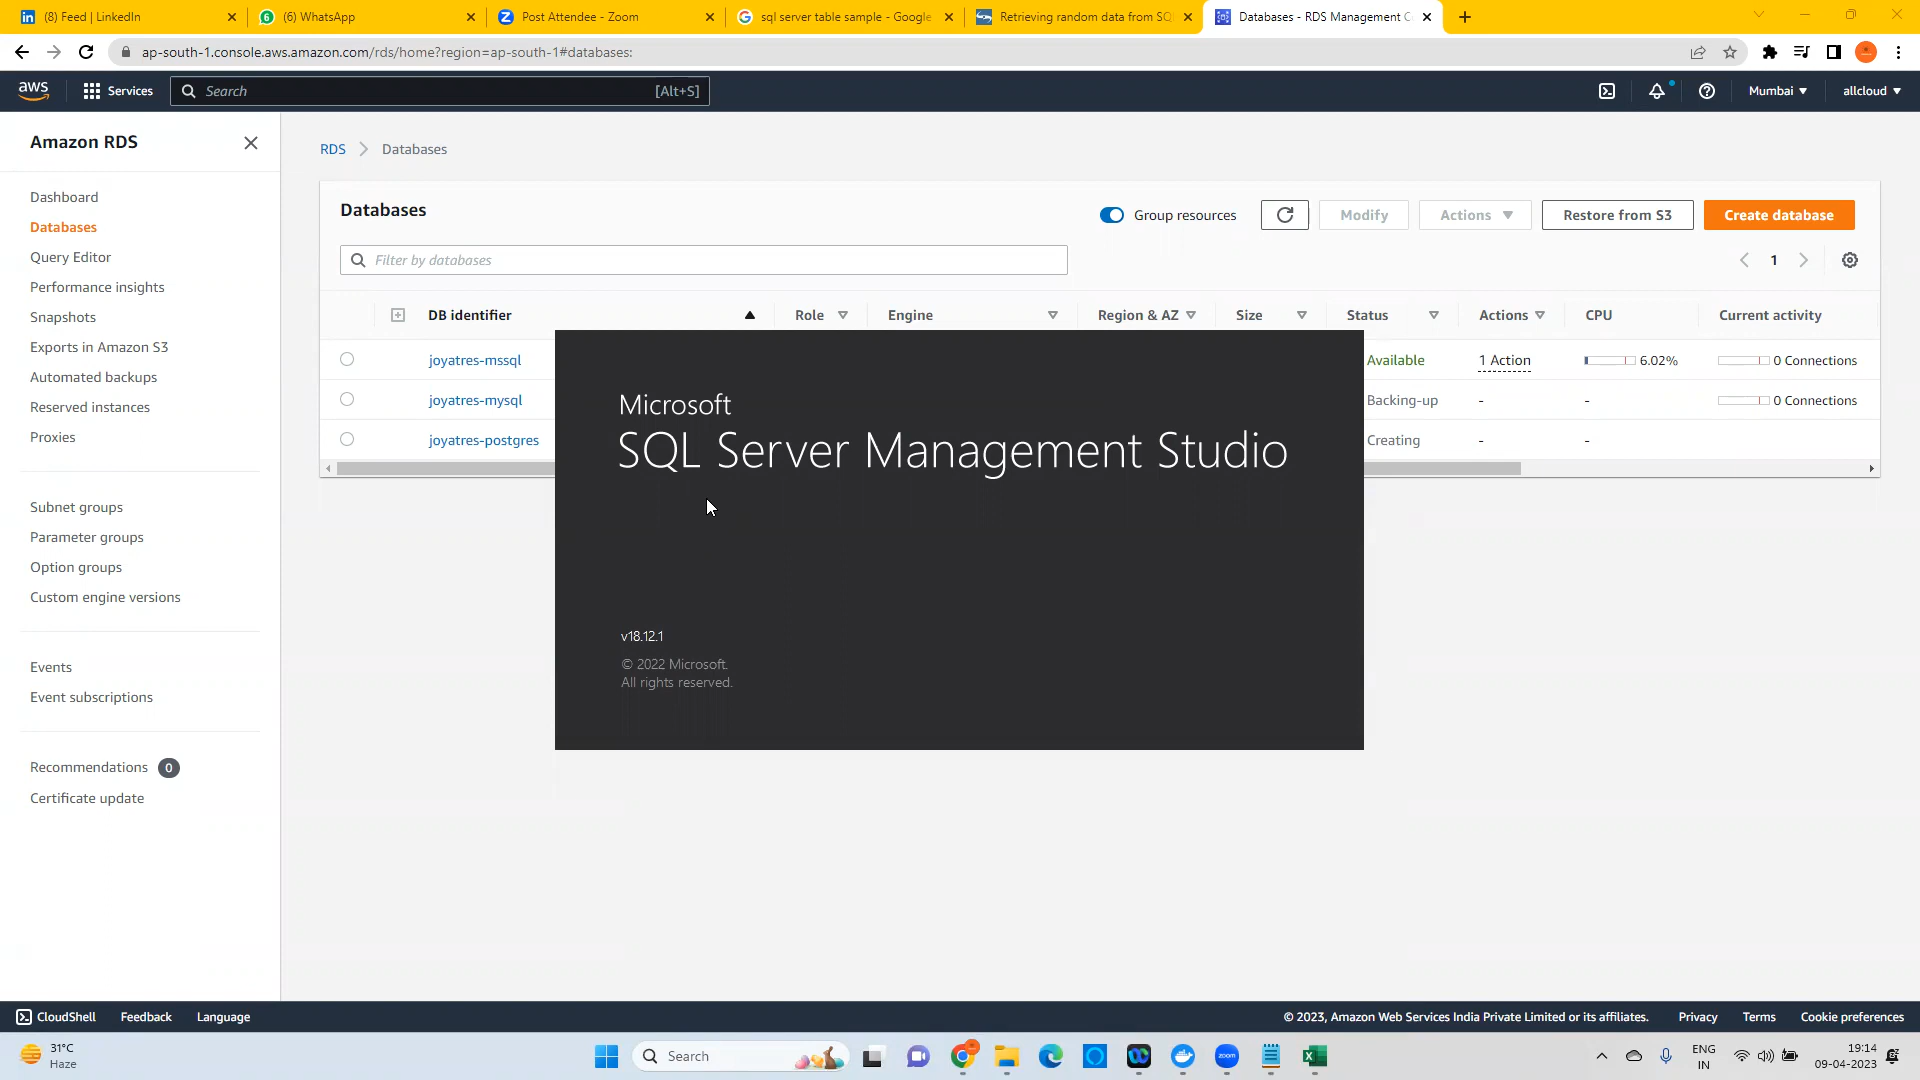 (8) Feed | LinkedIn
(6) WhatsApp
Post Attendee - Zoom
sql server table sample - Google
Retrieving random data from SQ
Databases - RDS Management C
ap-south-1.console.aws.amazon.com/rds/home?region=ap-south-1#databases:
aws
Services
Search
[Alt+S]
Mumbai
allcloud
Amazon RDS
Dashboard
Databases
Query Editor
Performance insights
Snapshots
Exports in Amazon S3
Automated backups
Reserved instances
Proxies
Subnet groups
Parameter groups
Option groups
Custom engine versions
Events
Event subscriptions
Recommendations 0
Certificate update
RDS
Databases
Databases
Group resources
Modify
Actions
Restore from S3
Create database
Filter by databases
1
DB identifier
Role
Engine
Region & AZ
Size
Status
Actions
CPU
Current activity
joyatres-mssql
Available
1 Action
6.02%
0 Connections
joyatres-mysql
Backing-up
-
-
0 Connections
joyatres-postgres
Creating
-
-
Microsoft
SQL Server Management Studio
v18.12.1
© 2022 Microsoft.
All rights reserved.
CloudShell
Feedback
Language
© 2023, Amazon Web Services India Private Limited or its affiliates.
Privacy
Terms
Cookie preferences
31°C
Haze
Search
zoom
ENG
IN
19:14
09-04-2023